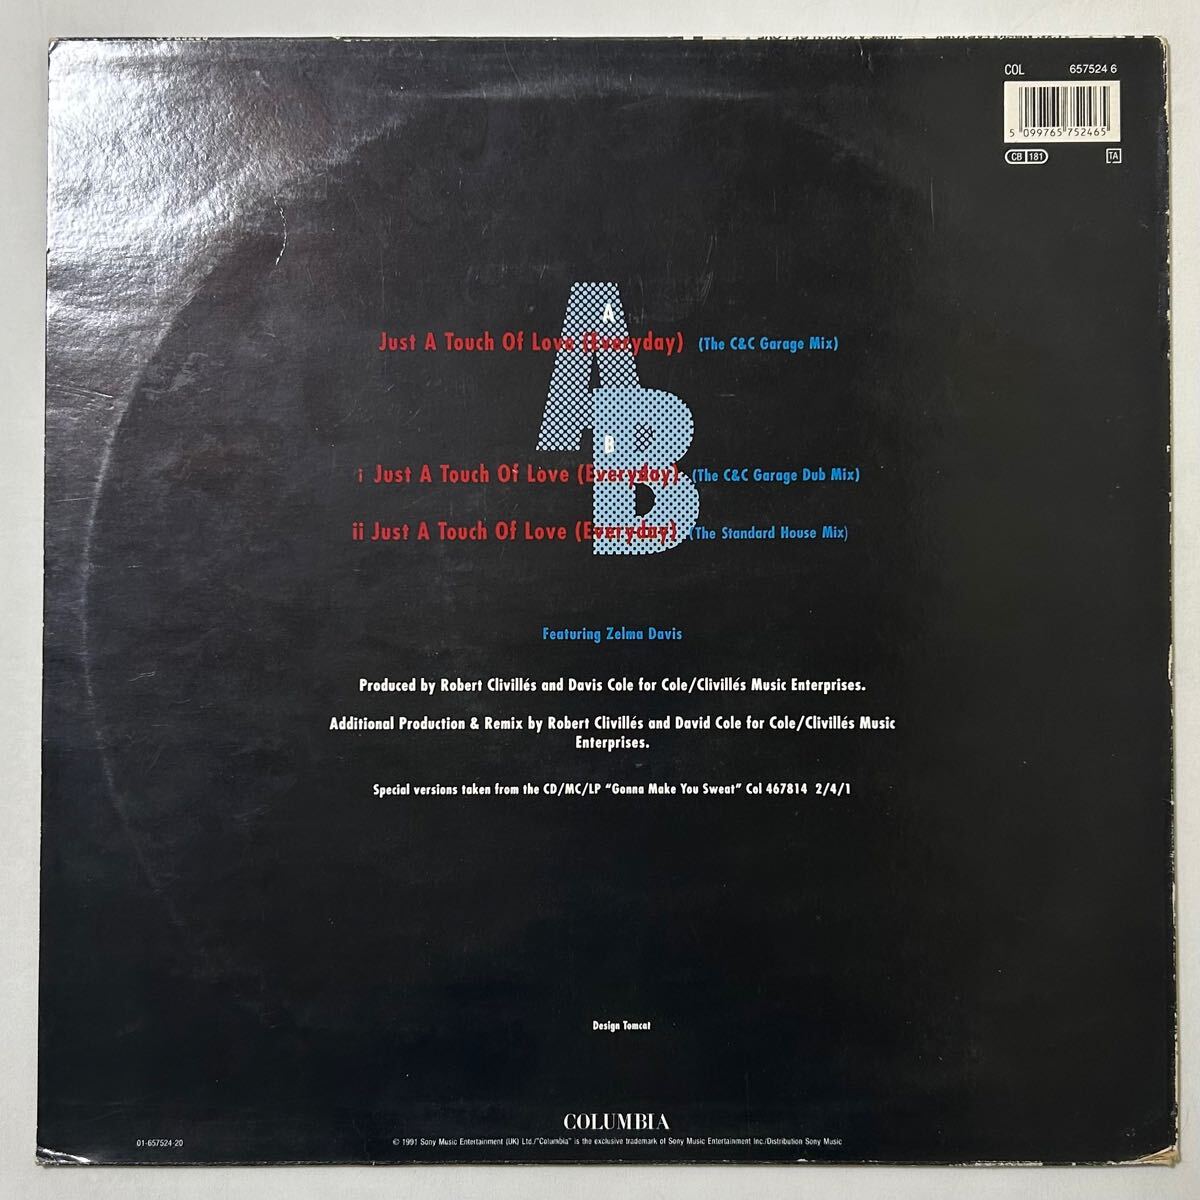 COL 657524 6
5 099765 752465
CB 181 TA
A
Just A Touch Of Love (Everyday) (The C&C Garage Mix)
B
i Just A Touch Of Love (Everyday) (The C&C Garage Dub Mix)
ii Just A Touch Of Love (Everyday) (The Standard House Mix)
A
B
Featuring Zelma Davis
Produced by Robert Clivillés and Davis Cole for Cole/Clivillés Music Enterprises.
Additional Production & Remix by Robert Clivillés and David Cole for Cole/Clivillés Music
Enterprises.
Special versions taken from the CD/MC/LP “Gonna Make You Sweat” Col 467814 2/4/1
Design Tomcat
COLUMBIA
01-657524-20
© 1991 Sony Music Entertainment (UK) Ltd./"Columbia" is the exclusive trademark of Sony Music Entertainment Inc./Distribution Sony Music